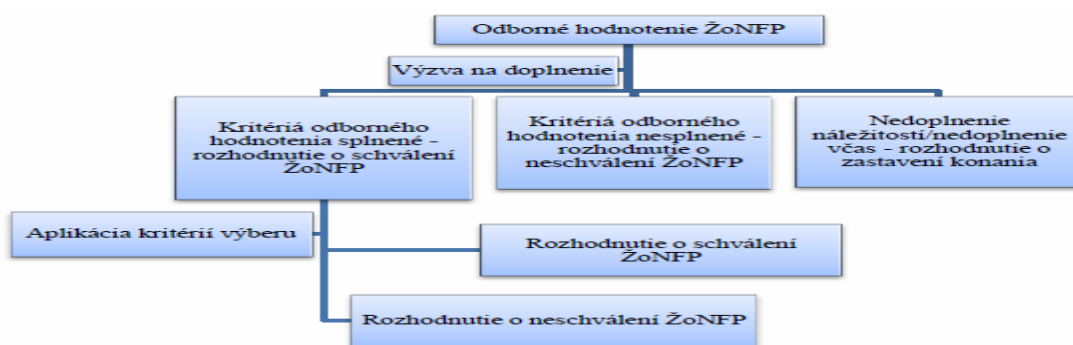 Odborné hodnotenie ŽoNFP
Výzva na doplnenie
Kritériá odborného
hodnotenia splnené -
rozhodnutie o schválení
ŽoNFP
Kritériá odborného
hodnotenia nesplnené -
rozhodnutie o
neschválení ŽoNFP
Nedoplnenie
náležitostí/nedoplnenie
včas - rozhodnutie o
zastavení konania
Aplikácia kritérií výberu
Rozhodnutie o schválení
ŽoNFP
Rozhodnutie o neschválení ŽoNFP